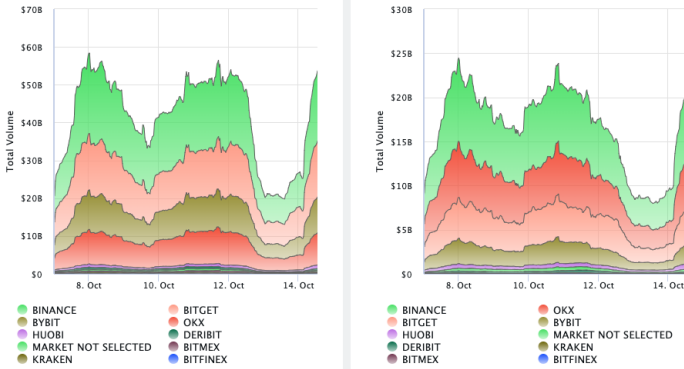 $70B
$60B
$50B
$40B
$30B
$20B
$10B
$0
Total Volume
8. Oct 10. Oct 12. Oct 14. Oct
BINANCE BITGET
BYBIT OKX
HUOBI DERIBIT
MARKET NOT SELECTED BITMEX
KRAKEN BITFINEX
$30B
$25B
$20B
$15B
$10B
$5B
$0
Total Volume
8. Oct 10. Oct 12. Oct 14. Oct
BINANCE OKX
BITGET BYBIT
HUOBI MARKET NOT SELECTED
DERIBIT KRAKEN
BITMEX BITFINEX